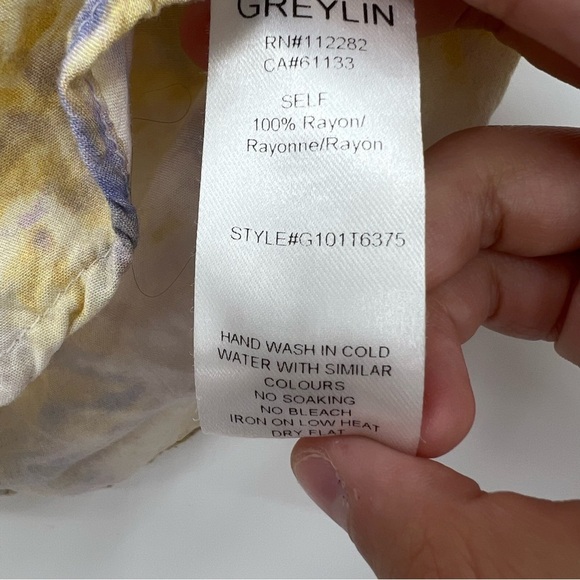 GREYLIN
RN#112282
CA#61133
SELF
100% Rayon/
Rayonne/Rayon
STYLE#G101T6375
HAND WASH IN COLD
WATER WITH SIMILAR
COLOURS
NO SOAKING
NO BLEACH
IRON ON LOW HEAT
DRY FLAT